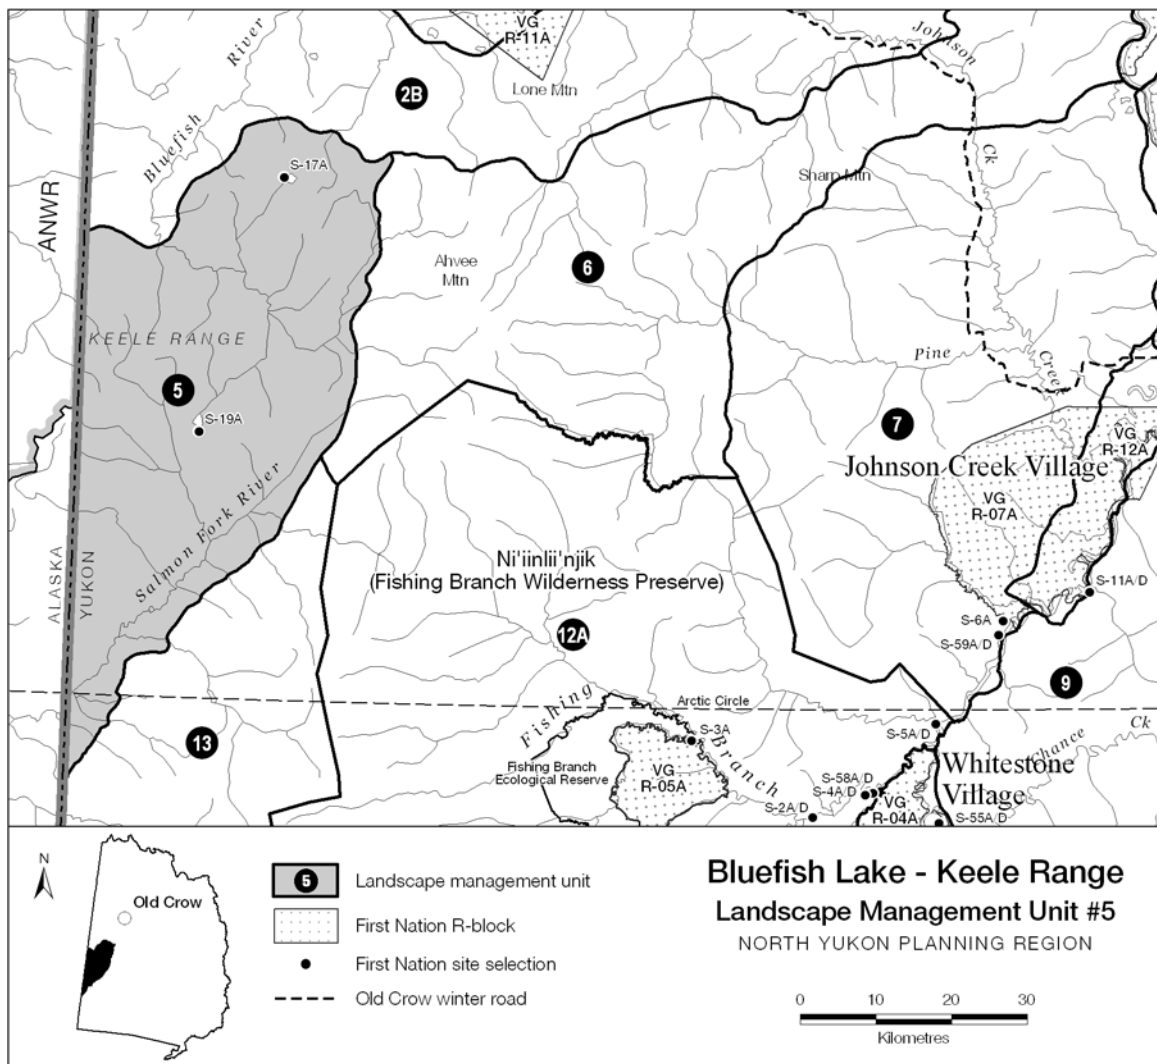 VG
R-11A
Johnson
River
2B
Lone Mtn
Bluefish
S-17A
Ck
Sharp Mtn
ANWR
Ahvee
Mtn
6
KEELE RANGE
Pine
Creek
5
S-19A
7
VG
R-12A
Johnson Creek Village
VG
R-07A
Salmon Fork River
Ni'iinlii'njik
(Fishing Branch Wilderness Preserve)
ALASKA
YUKON
S-11A/D
S-6A
12A
S-59A/D
9
Fishing
Arctic Circle
Ck
13
S-3A
Branch
S-5A/D
Chance
Fishing Branch
Ecological Reserve
VG
R-05A
Whitestone
Village
S-58A/D
S-4A/D
S-2A/D
VG
R-04A
S-55A/D
N
Old Crow
5
Landscape management unit
First Nation R-block
First Nation site selection
Old Crow winter road
Bluefish Lake - Keele Range
Landscape Management Unit #5
NORTH YUKON PLANNING REGION
0 10 20 30
Kilometres